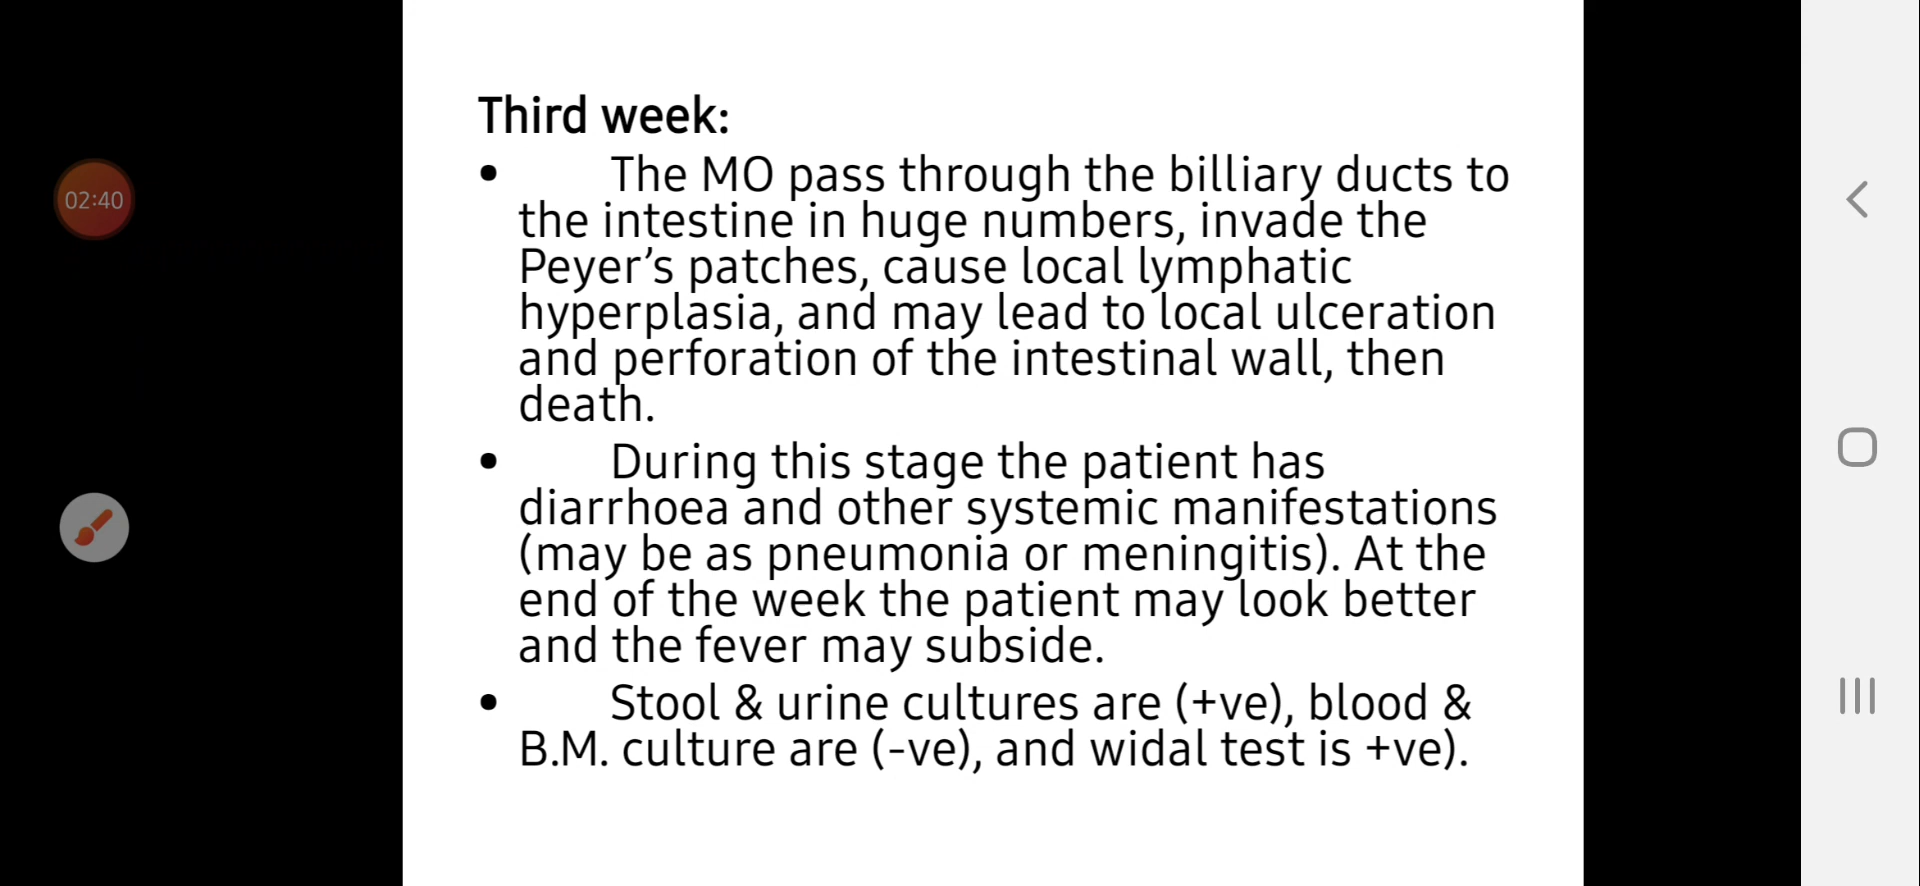 Third week:
• The MO pass through the billiary ducts to
the intestine in huge numbers, invade the
Peyer’s patches, cause local lymphatic
hyperplasia, and may lead to local ulceration
and perforation of the intestinal wall, then
death.
• During this stage the patient has
diarrhoea and other systemic manifestations
(may be as pneumonia or meningitis). At the
end of the week the patient may look better
and the fever may subside.
• Stool & urine cultures are (+ve), blood &
B.M. culture are (-ve), and widal test is +ve).
02:40